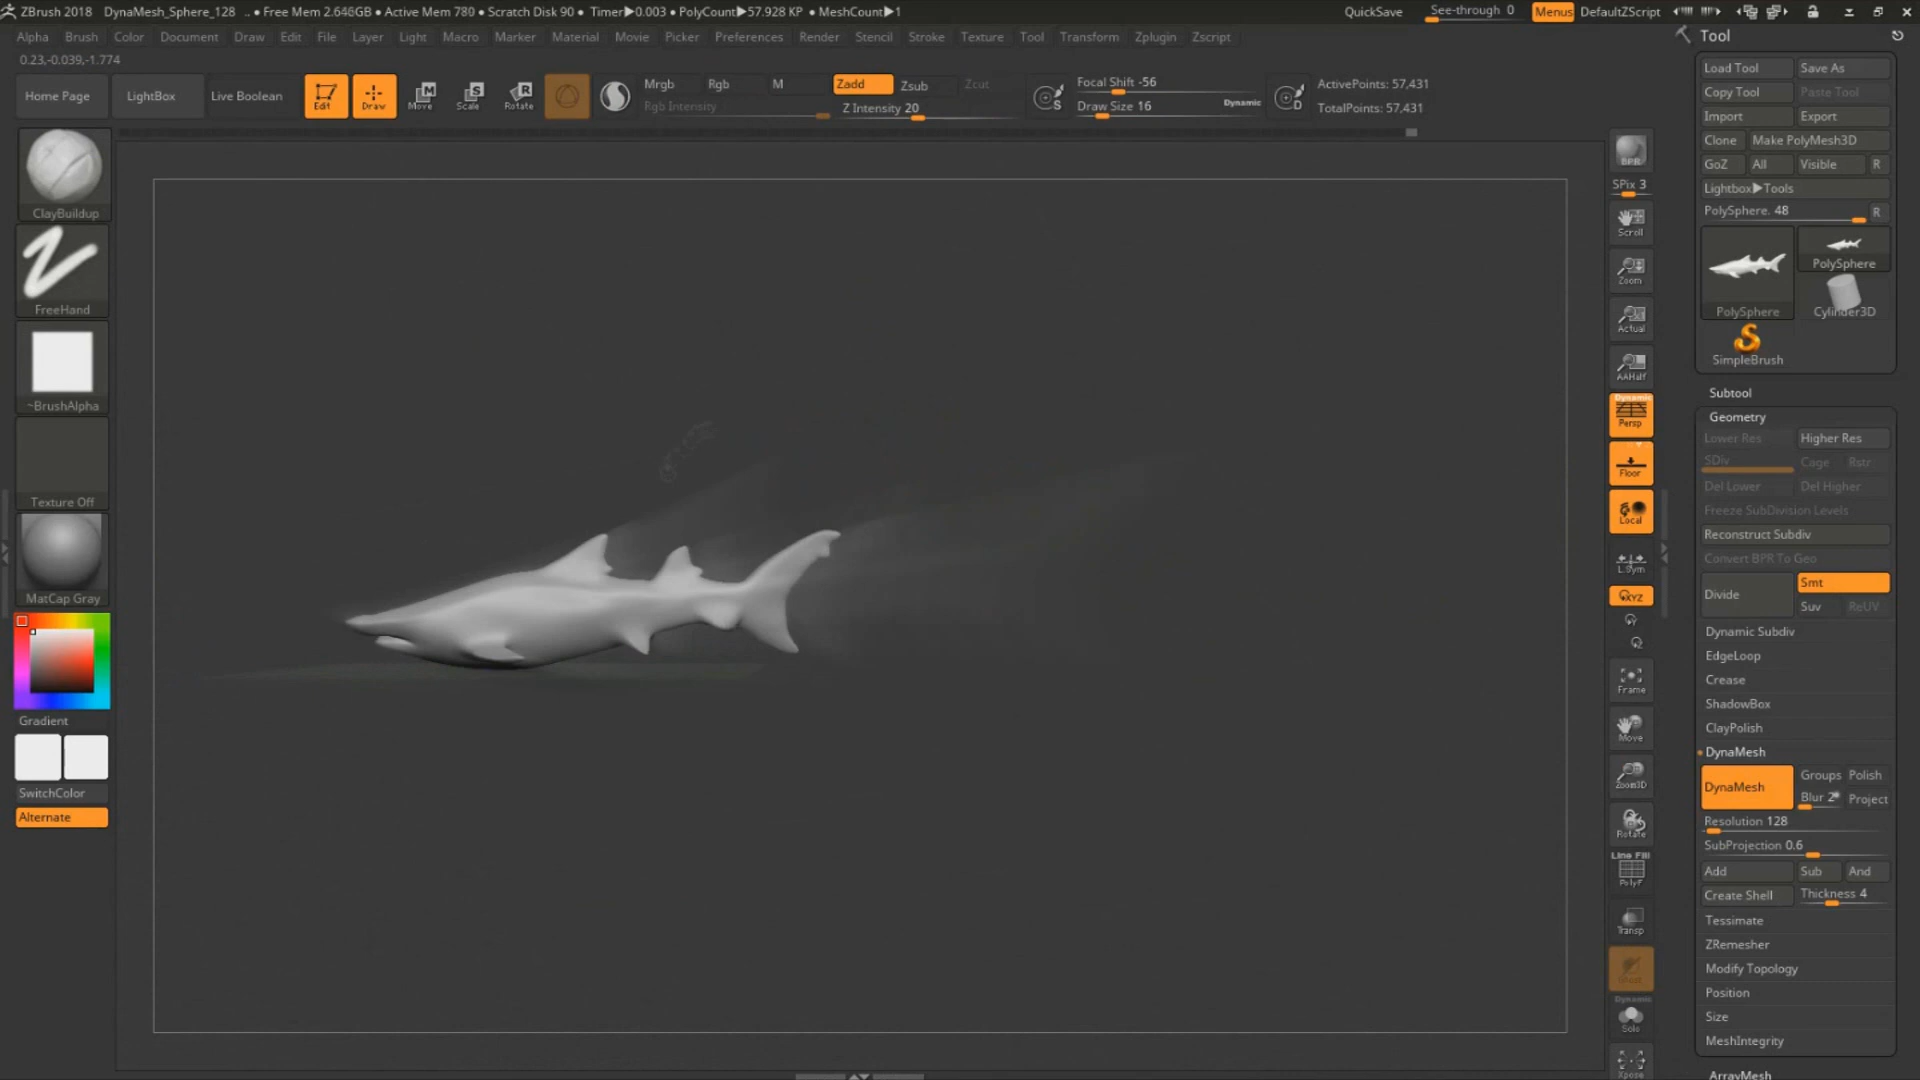 ZBrush 2018 DynaMesh_Sphere_128 .. • Free Mem 2.646GB • Active Mem 780 • Scratch Disk 90 • Timer▶0.003 • PolyCount▶57.928 KP • MeshCount▶1
QuickSave See-through 0 Menus DefaultZScript
Alpha Brush Color Document Draw Edit File Layer Light Macro Marker Material Movie Picker Preferences Render Stencil Stroke Texture Tool Transform Zplugin Zscript
Tool
0.23,-0.039,-1.774
Home Page LightBox Live Boolean Edit Draw Move Scale Rotate
Mrgb Rgb M Zadd Zsub Zcut
Rgb Intensity Z Intensity 20
Focal Shift -56
Draw Size 16 Dynamic
ActivePoints: 57,431
TotalPoints: 57,431
ClayBuildup
FreeHand
~BrushAlpha
Texture Off
MatCap Gray
Gradient
SwitchColor
Alternate
BPR
SPix 3
Scroll
Zoom
Actual
AAHalf
Dynamic
Persp
Floor
Local
L.Sym
XYZ
Frame
Move
Zoom3D
Rotate
Line Fill
PolyF
Transp
Ghost
Dynamic
Solo
Xpose
Load Tool Save As
Copy Tool Paste Tool
Import Export
Clone Make PolyMesh3D
GoZ All Visible R
Lightbox▶Tools
PolySphere. 48 R
PolySphere
PolySphere Cylinder3D
SimpleBrush
Subtool
Geometry
Lower Res Higher Res
SDiv Cage Rstr
Del Lower Del Higher
Freeze SubDivision Levels
Reconstruct Subdiv
Convert BPR To Geo
Divide Smt
Suv ReUV
Dynamic Subdiv
EdgeLoop
Crease
ShadowBox
ClayPolish
DynaMesh
DynaMesh Groups Polish
Blur 2 Project
Resolution 128
SubProjection 0.6
Add Sub And
Create Shell Thickness 4
Tessimate
ZRemesher
Modify Topology
Position
Size
MeshIntegrity
ArrayMesh